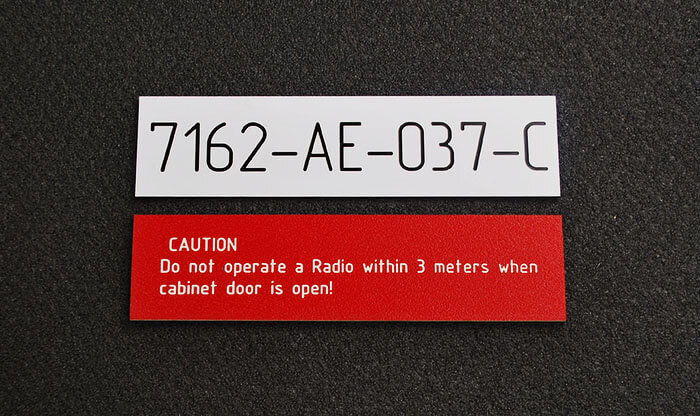 7162-AE-037-C
CAUTION
Do not operate a Radio within 3 meters when
cabinet door is open!